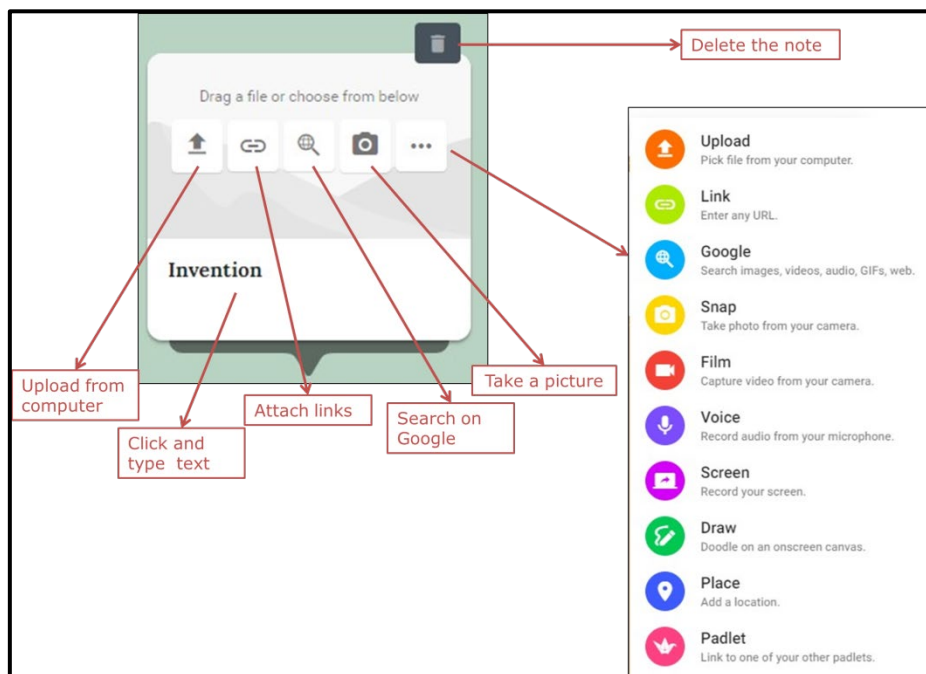 Delete the note
Drag a file or choose from below
Invention
Upload from
computer
Click and
type text
Attach links
Search on
Google
Take a picture
Upload
Pick file from your computer.
Link
Enter any URL.
Google
Search images, videos, audio, GIFs, web.
Snap
Take photo from your camera.
Film
Capture video from your camera.
Voice
Record audio from your microphone.
Screen
Record your screen.
Draw
Doodle on an onscreen canvas.
Place
Add a location.
Padlet
Link to one of your other padlets.